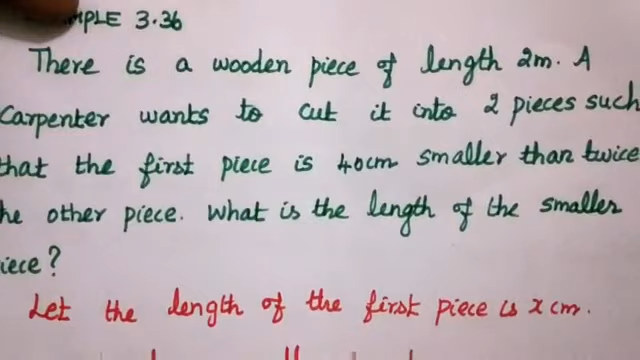 MPLE 3.36
There is a wooden piece of length 2m. A
Carpenter wants to cut it into 2 pieces such
that the first piece is 40cm smaller than twice
he other piece. What is the length of the smaller
iece?
Let the length of the first piece is x cm.